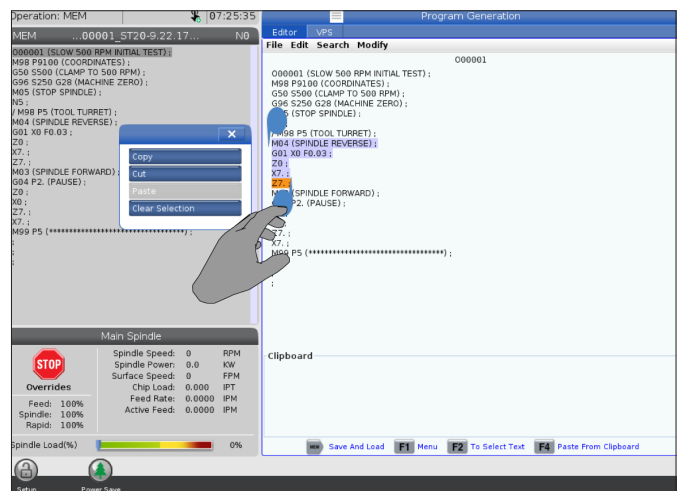 Operation: MEM
07:25:35
Program Generation
MEM ...00001_ST20-9.22.17... N0
O00001 (SLOW 500 RPM INITIAL TEST) ;
M98 P9100 (COORDINATES) ;
G50 S500 (CLAMP TO 500 RPM) ;
G96 S250 G28 (MACHINE ZERO) ;
M05 (STOP SPINDLE) ;
N5 ;
/ M98 P5 (TOOL TURRET) ;
M04 (SPINDLE REVERSE) ;
G01 X0 F0.03 ;
Z0 ;
X7. ;
Z7. ;
M03 (SPINDLE FORWARD) ;
G04 P2. (PAUSE) ;
Z0 ;
X0 ;
Z7. ;
X7. ;
;
;
X
Copy
Cut
Paste
Clear Selection
Editor VPS
File Edit Search Modify
O00001
O00001 (SLOW 500 RPM INITIAL TEST) ;
M98 P9100 (COORDINATES) ;
G50 S500 (CLAMP TO 500 RPM) ;
G96 S250 G28 (MACHINE ZERO) ;
(STOP SPINDLE) ;
M98 P5 (TOOL TURRET) ;
M04 (SPINDLE REVERSE) ;
G01 X0 F0.03 ;
Z0 ;
X7. ;
Z7. ;
(SPINDLE FORWARD) ;
P2. (PAUSE) ;
Z7. ;
X7. ;
;
Main Spindle
STOP
Overrides
Feed: 100%
Spindle: 100%
Rapid: 100%
Spindle Speed: 0 RPM
Spindle Power: 0.0 KW
Surface Speed: 0 FPM
Chip Load: 0.000 IPT
Feed Rate: 0.0000 IPM
Active Feed: 0.0000 IPM
Spindle Load(%) 0%
Clipboard
MEM Save And Load F1 Menu F2 To Select Text F4 Paste From Clipboard
Setup Power Save